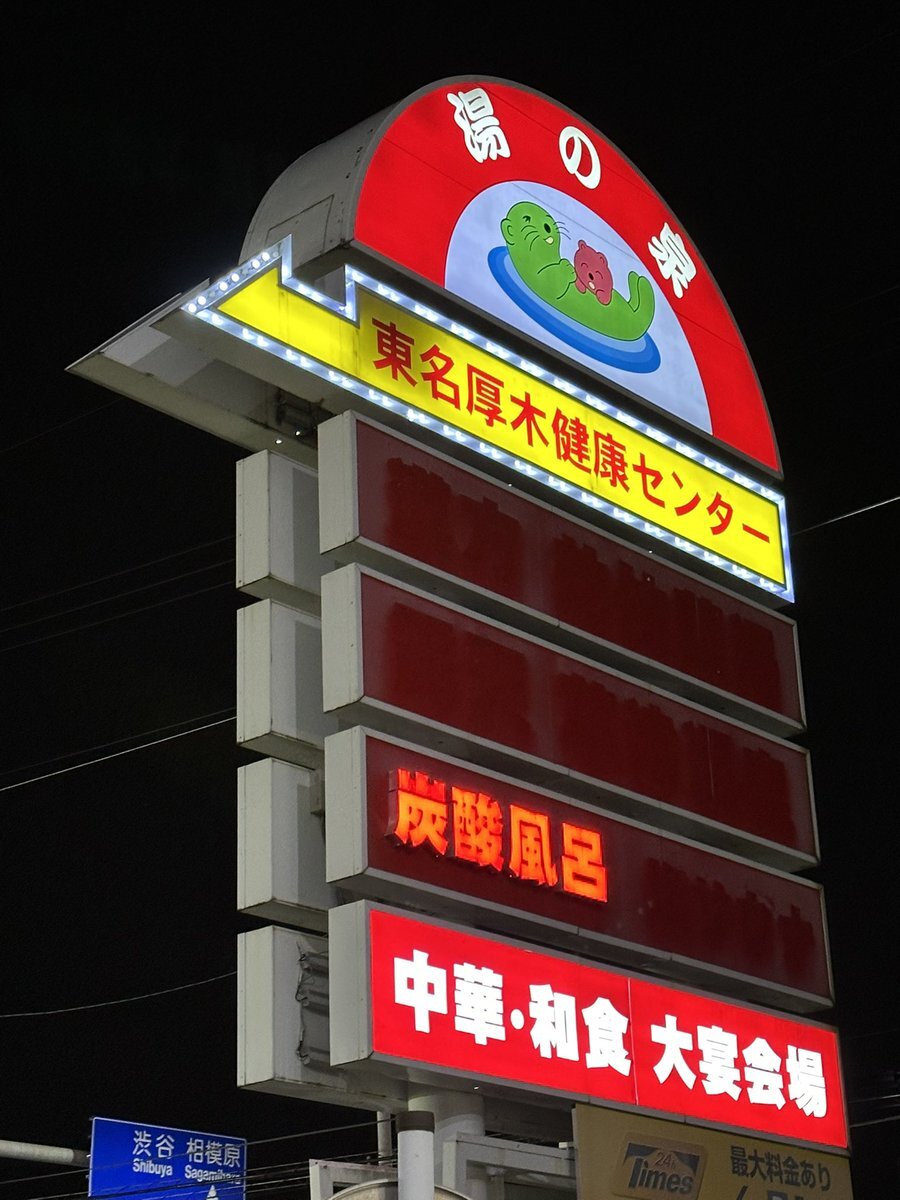 湯の泉
東名厚木健康センター
炭酸風呂
中華・和食 大宴会場
渋谷 相模原
Shibuya Sagamihara
24h
Times
最大料金あり